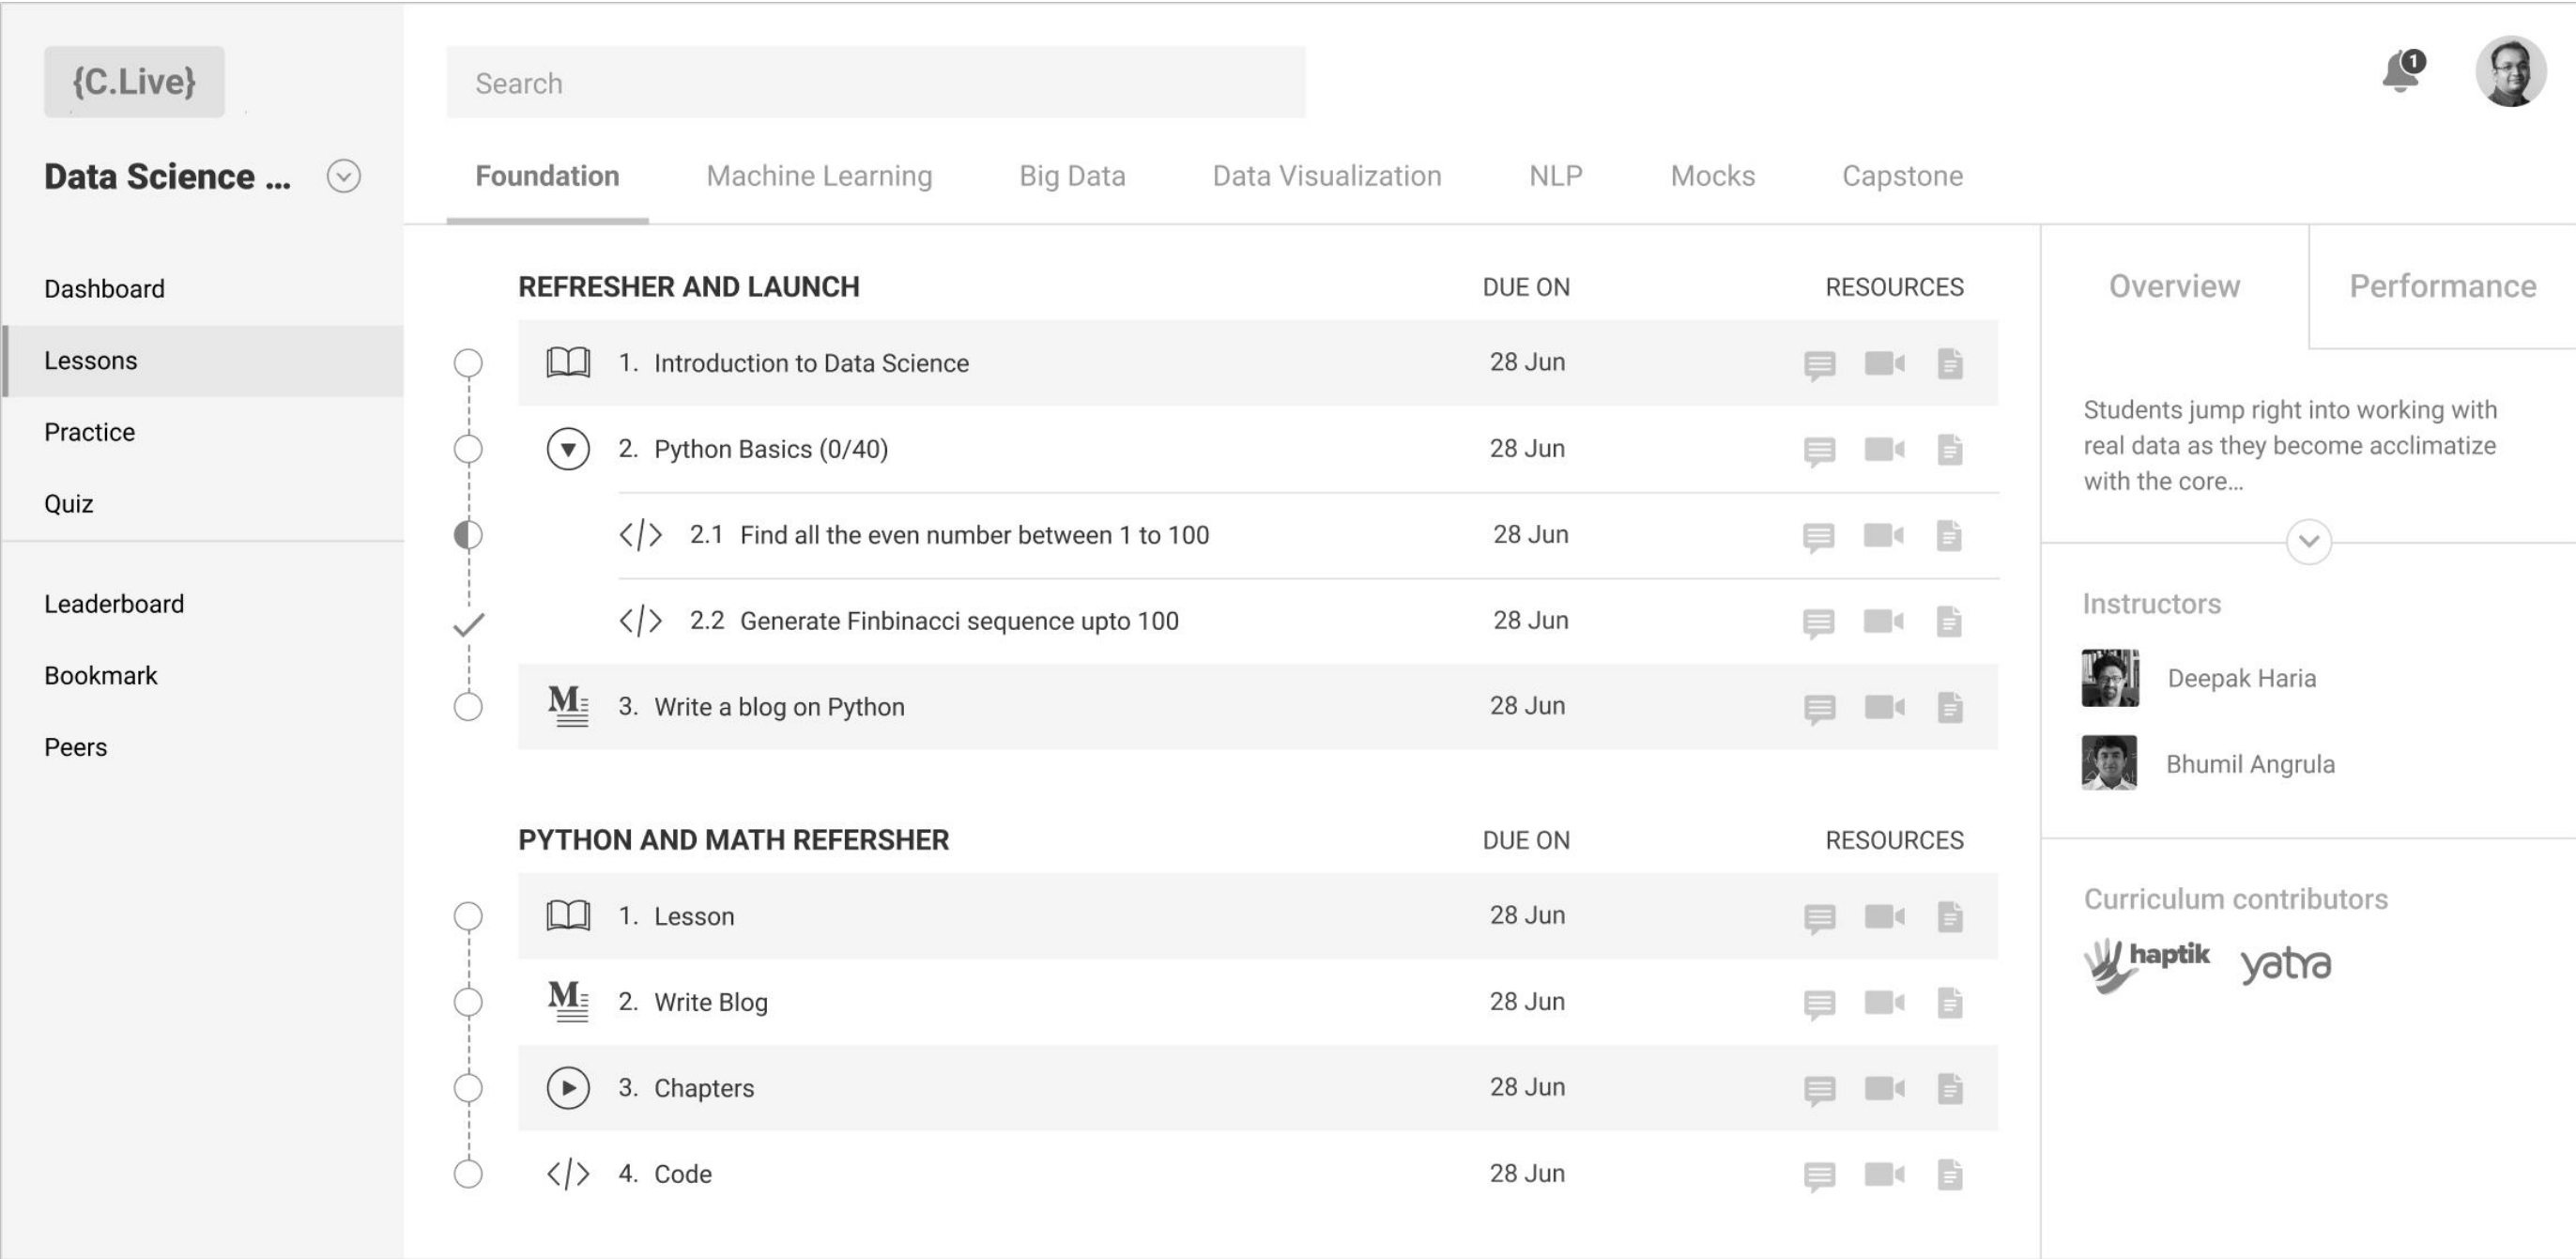 {C.Live}
Search
1
Data Science ...
Foundation Machine Learning Big Data Data Visualization NLP Mocks Capstone
Dashboard
Lessons
Practice
Quiz
Leaderboard
Bookmark
Peers
REFRESHER AND LAUNCH DUE ON RESOURCES
1. Introduction to Data Science 28 Jun
2. Python Basics (0/40) 28 Jun
</> 2.1 Find all the even number between 1 to 100 28 Jun
</> 2.2 Generate Finbinacci sequence upto 100 28 Jun
M 3. Write a blog on Python 28 Jun
PYTHON AND MATH REFERSHER DUE ON RESOURCES
1. Lesson 28 Jun
M 2. Write Blog 28 Jun
3. Chapters 28 Jun
</> 4. Code 28 Jun
Overview Performance
Students jump right into working with
real data as they become acclimatize
with the core...
Instructors
Deepak Haria
Bhumil Angrula
Curriculum contributors
haptik yatra